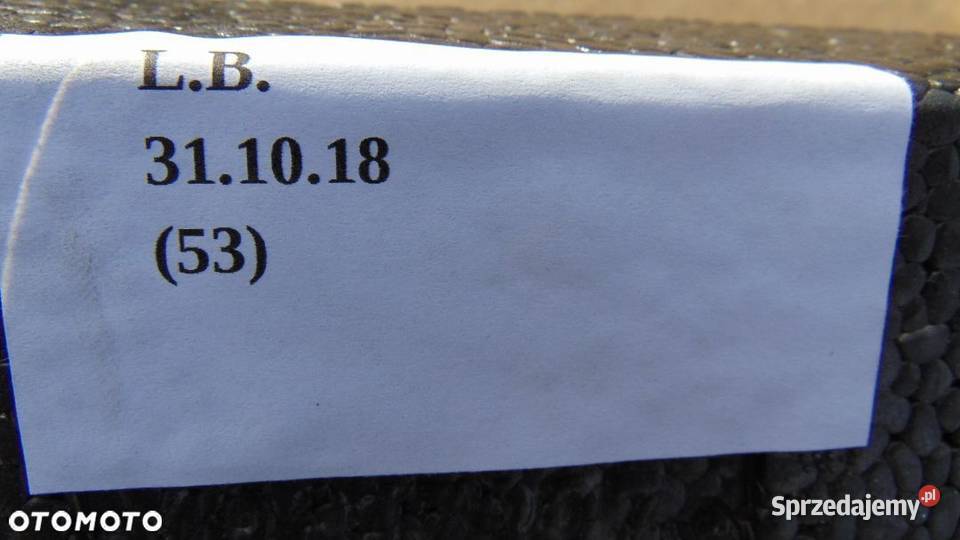 L.B.
31.10.18
(53)
OTOMOTO
Sprzedajemy.pl